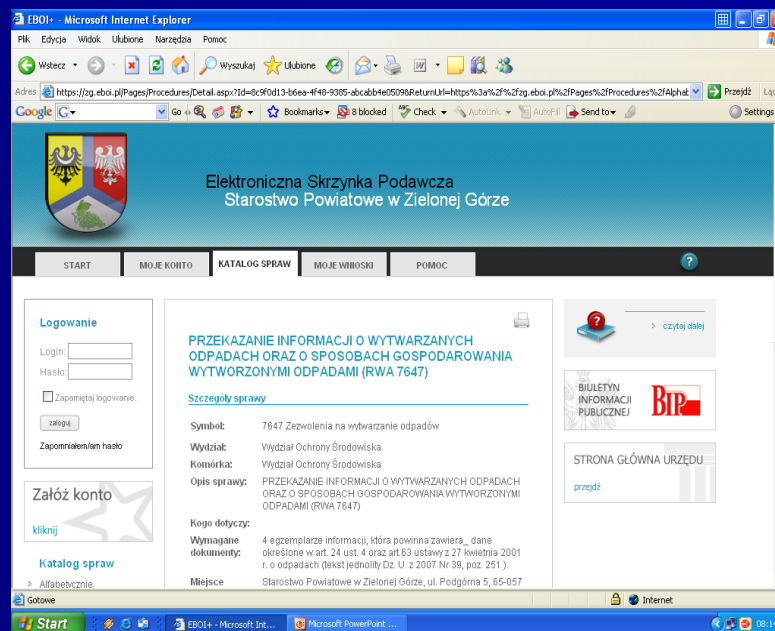 EBOI+ - Microsoft Internet Explorer
Plik Edycja Widok Ulubione Narzędzia Pomoc
Wstecz Wyszukaj Ulubione
Adres https://zg.eboi.pl/Pages/Procedures/Detail.aspx?Id=8c9f0d13-b6ea-4f48-9385-abcabb4e0509&ReturnUrl=https%3a%2f%2fzg.eboi.pl%2fPages%2fProcedures%2fAlphabet Przejdź Łąc
Google G Go Bookmarks 8 blocked Check AutoLink AutoFill Send to Settings
Elektroniczna Skrzynka Podawcza
Starostwo Powiatowe w Zielonej Górze
START MOJE KONTO KATALOG SPRAW MOJE WNIOSKI POMOC
Logowanie
Login:
Hasło:
Zapamiętaj logowanie.
zaloguj
Zapomniałem/am hasło
Załóż konto
kliknij
Katalog spraw
> Alfabetycznie
PRZEKAZANIE INFORMACJI O WYTWARZANYCH
ODPADACH ORAZ O SPOSOBACH GOSPODAROWANIA
WYTWORZONYMI ODPADAMI (RWA 7647)
Szczegóły sprawy
Symbol: 7647 Zezwolenia na wytwarzanie odpadów
Wydział: Wydział Ochrony Środowiska
Komórka: Wydział Ochrony Środowiska
Opis sprawy: PRZEKAZANIE INFORMACJI O WYTWARZANYCH ODPADACH
ORAZ O SPOSOBACH GOSPODAROWANIA WYTWORZONYMI
ODPADAMI (RWA 7647)
Kogo dotyczy:
Wymagane dokumenty: 4 egzemplarze informacji, która powinna zawiera_ dane
określone w art. 24 ust. 4 oraz art.63 ustawy z 27 kwietnia 2001
r. o odpadach (tekst jednolity Dz. U. z 2007 Nr 39, poz. 251 ).
Miejsce Starostwo Powiatowe w Zielonej Górze, ul. Podgórna 5, 65-057
> czytaj dalej
BIULETYN
INFORMACJI
PUBLICZNEJ
BIP
STRONA GŁÓWNA URZĘDU
przejdź
Gotowe Internet
Start EBOI+ - Microsoft Int... Microsoft PowerPoint ... 08:1